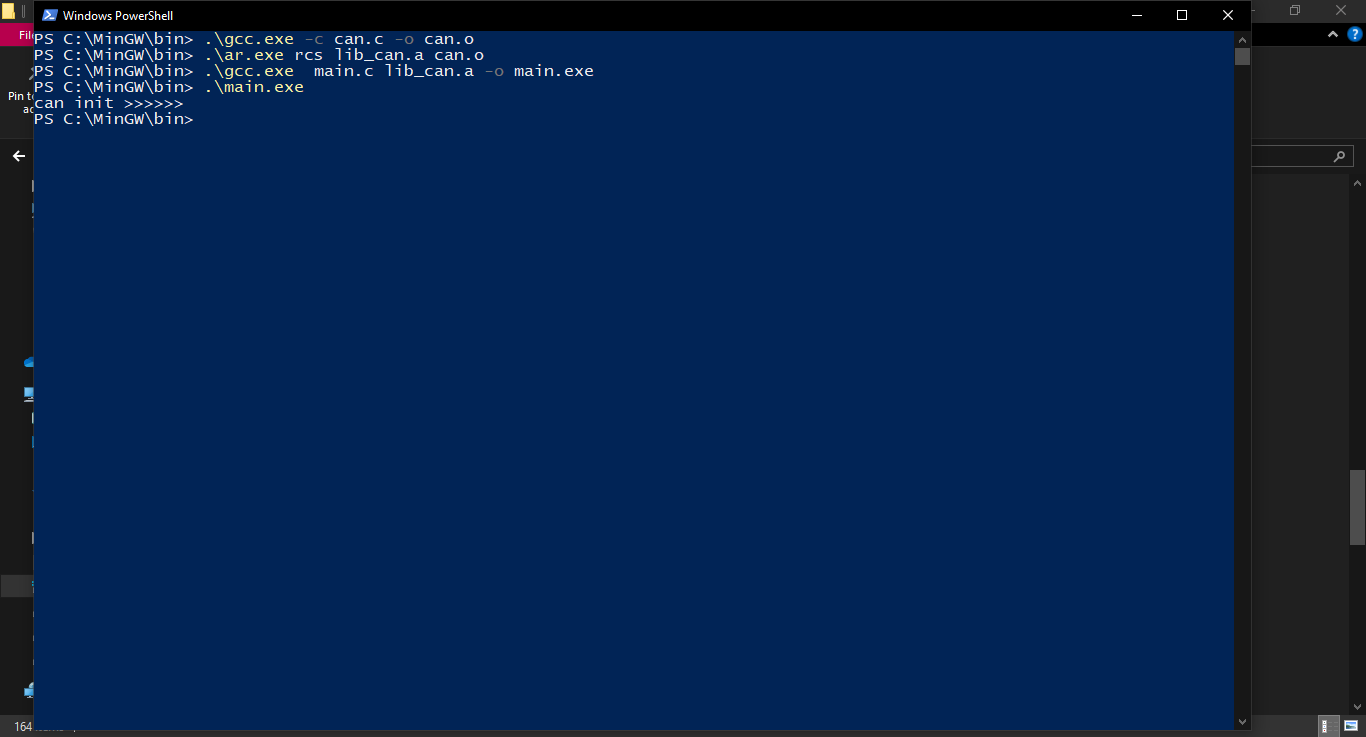 Windows PowerShell
PS C:\MinGW\bin> .\gcc.exe -c can.c -o can.o
PS C:\MinGW\bin> .\ar.exe rcs lib_can.a can.o
PS C:\MinGW\bin> .\gcc.exe  main.c lib_can.a -o main.exe
PS C:\MinGW\bin> .\main.exe
can init >>>>>>
PS C:\MinGW\bin>
Fil
Pin to
ac
164